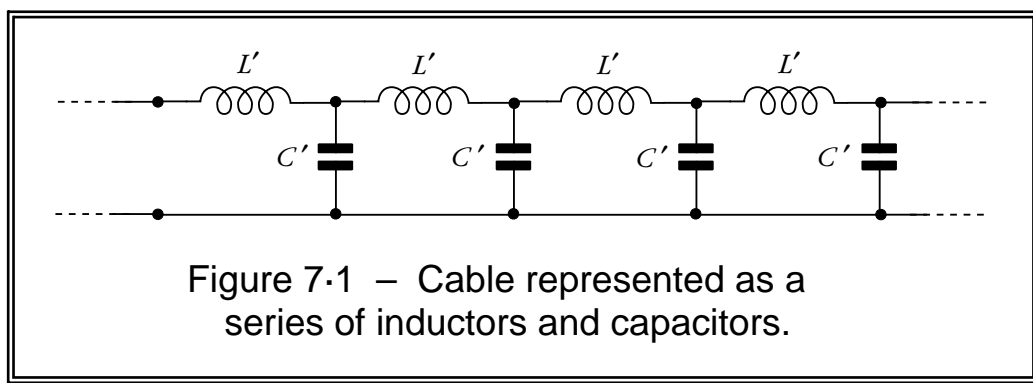 L′ L′ L′ L′
C′ C′ C′ C′
Figure 7·1 – Cable represented as a
series of inductors and capacitors.